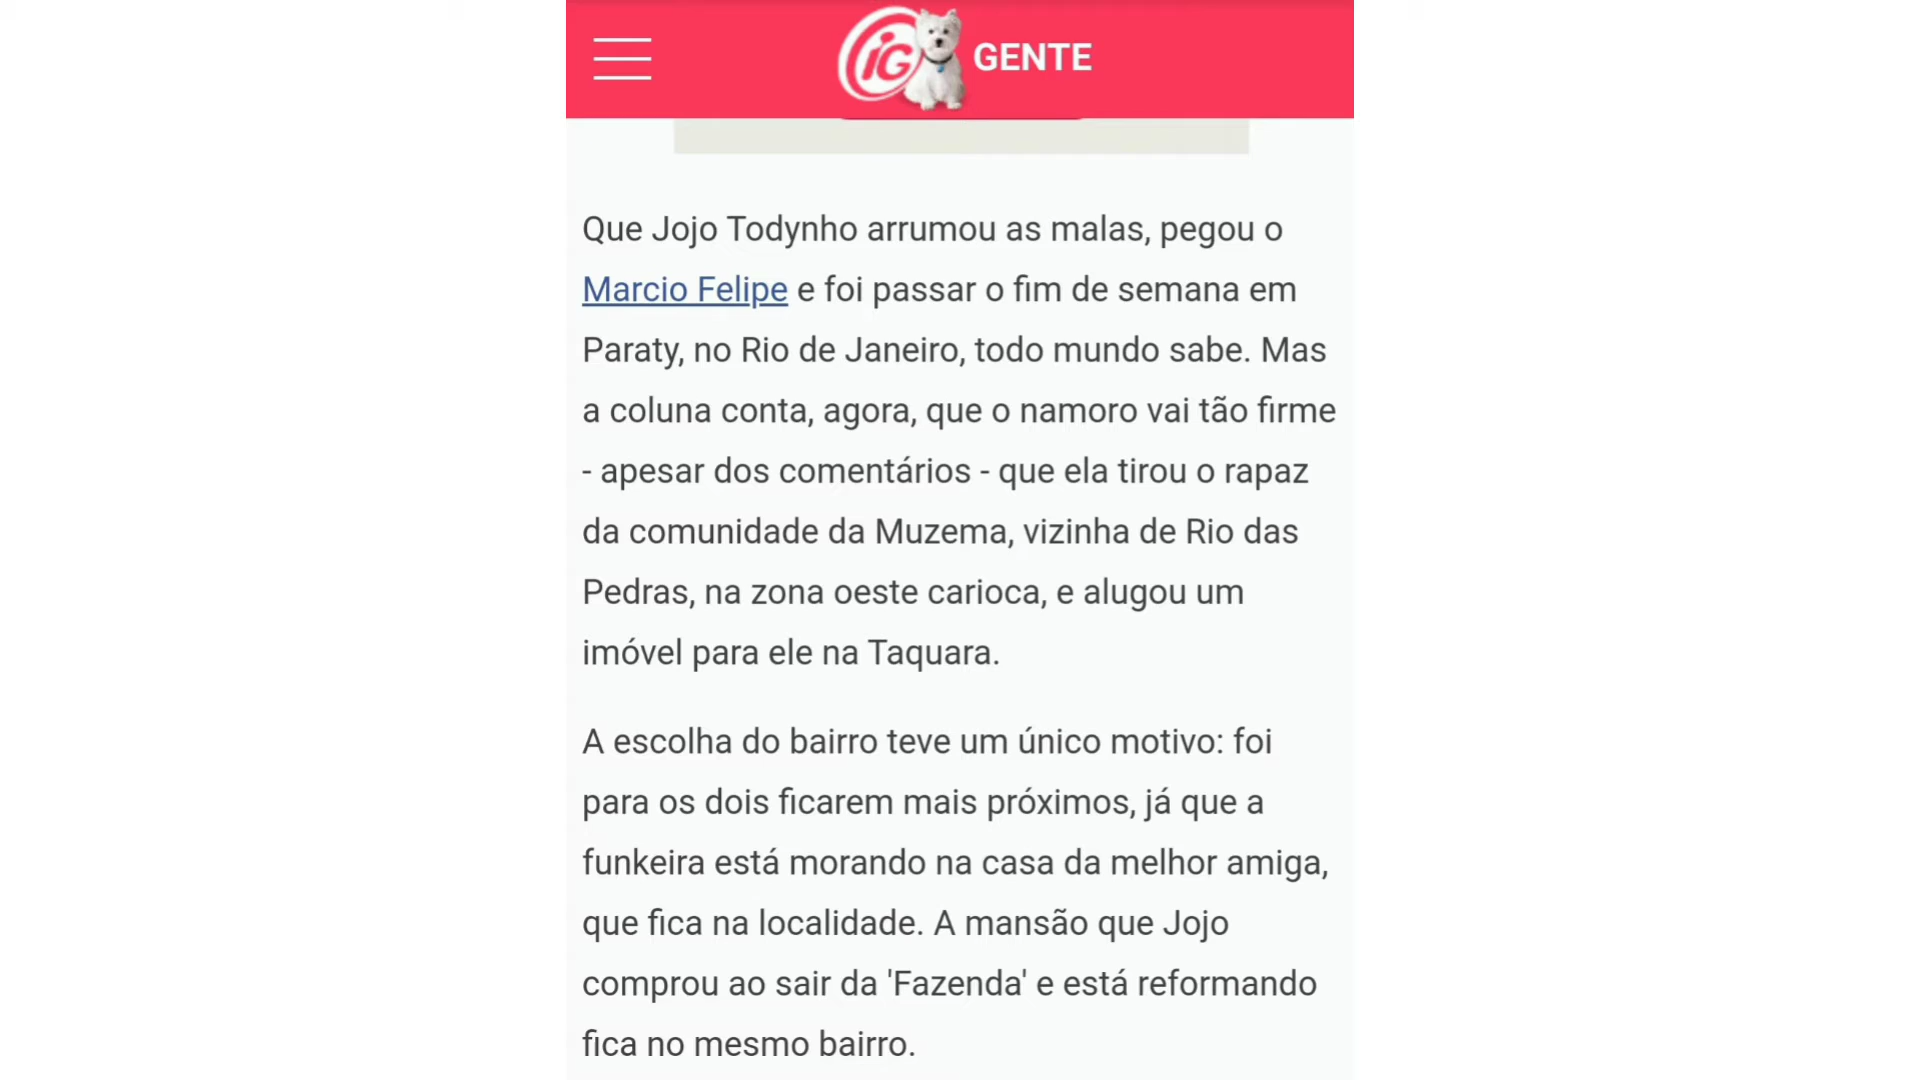 iG GENTE
Que Jojo Todynho arrumou as malas, pegou o
Marcio Felipe e foi passar o fim de semana em
Paraty, no Rio de Janeiro, todo mundo sabe. Mas
a coluna conta, agora, que o namoro vai tão firme
- apesar dos comentários - que ela tirou o rapaz
da comunidade da Muzema, vizinha de Rio das
Pedras, na zona oeste carioca, e alugou um
imóvel para ele na Taquara.
A escolha do bairro teve um único motivo: foi
para os dois ficarem mais próximos, já que a
funkeira está morando na casa da melhor amiga,
que fica na localidade. A mansão que Jojo
comprou ao sair da 'Fazenda' e está reformando
fica no mesmo bairro.